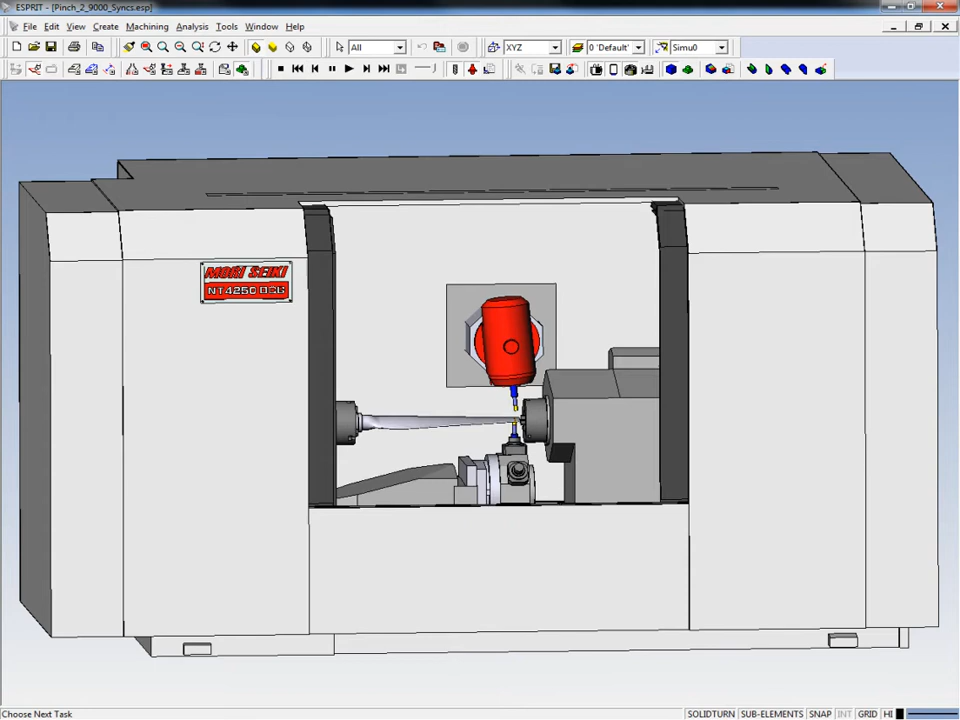 ESPRIT - [Pinch_2_9000_Syncs.esp]
File Edit View Create Machining Analysis Tools Window Help
All XYZ 0 'Default' Simu0
MORI SEIKI
NT4250 DCG
Choose Next Task SOLIDTURN SUB-ELEMENTS SNAP INT GRID HI